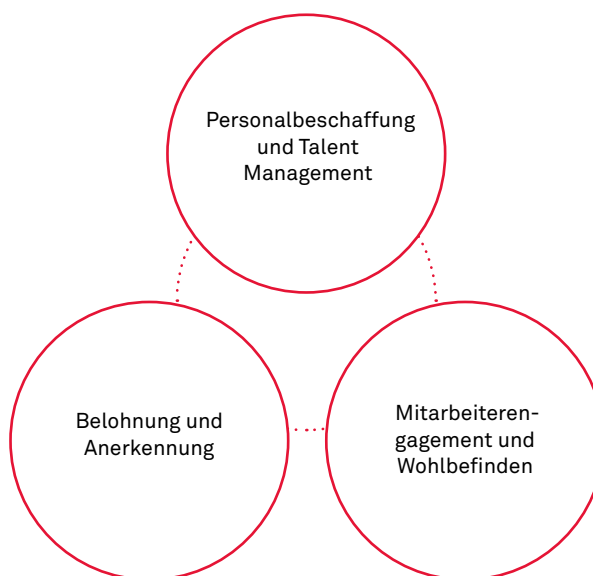 Personalbeschaffung
und Talent
Management
Belohnung und
Anerkennung
Mitarbeiteren-
gagement und
Wohlbefinden